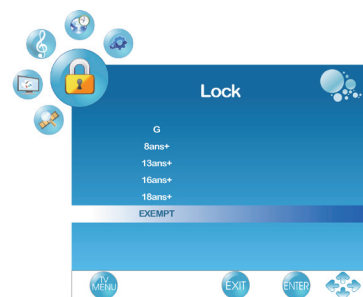 Lock
G
8ans+
13ans+
16ans+
18ans+
EXEMPT
TV
MENU
EXIT
ENTER